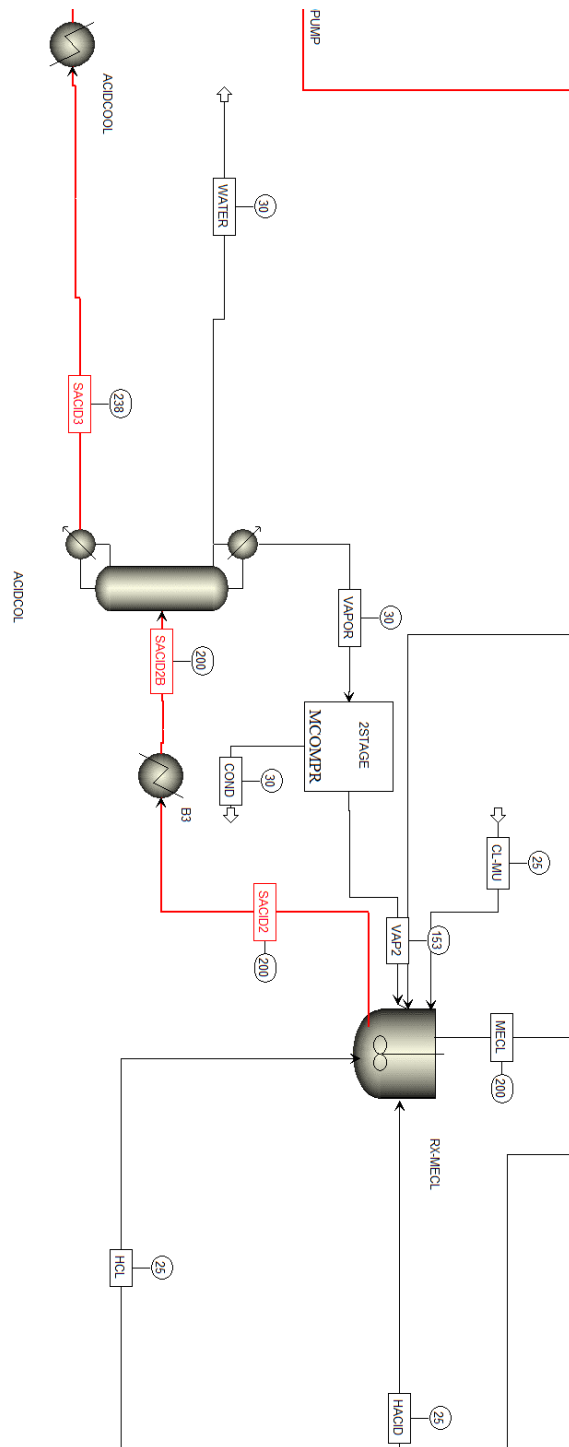 PUMP
ACIDCOOL
WATER
30
SACID3
238
ACIDCOL
VAPOR
30
SACID2B
200
2STAGE
MCOMPR
COND
30
B3
CL-MU
25
SACID2
200
VAP2
153
MECL
200
RX-MECL
HCL
25
HACID
25